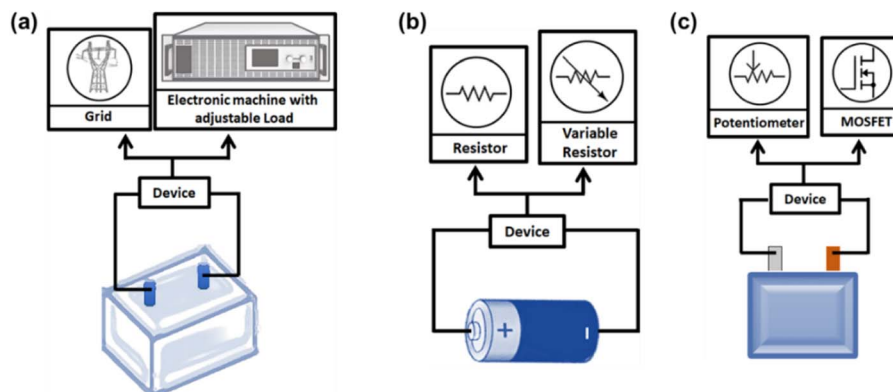 (a)
Grid
Electronic machine with
adjustable Load
Device
(b)
Resistor
Variable
Resistor
Device
+
(c)
Potentiometer
MOSFET
Device